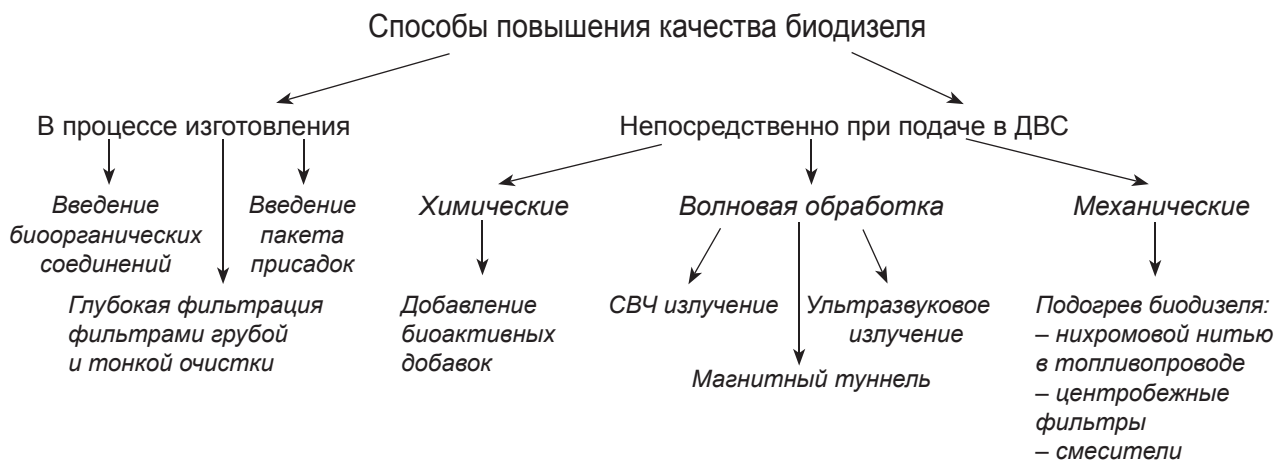 Способы повышения качества биодизеля
В процессе изготовления
Непосредственно при подаче в ДВС
Введение
биоорганических
соединений
Введение
пакета
присадок
Глубокая фильтрация
фильтрами грубой
и тонкой очистки
Химические
Добавление
биоактивных
добавок
Волновая обработка
СВЧ излучение
Ультразвуковое
излучение
Магнитный туннель
Механические
Подогрев биодизеля:
– нихромовой нитью
в топливопроводе
– центробежные
фильтры
– смесители